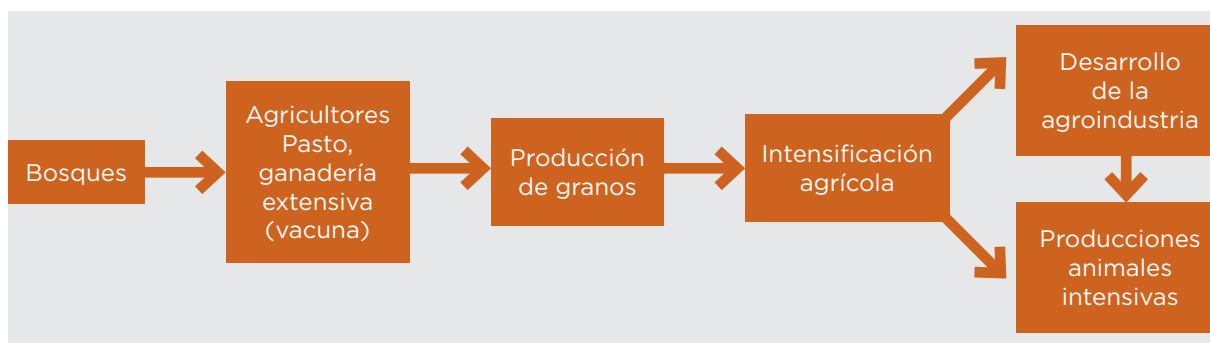 Bosques
Agricultores
Pasto,
ganadería
extensiva
(vacuna)
Producción
de granos
Intensificación
agrícola
Desarrollo
de la
agroindustria
Producciones
animales
intensivas